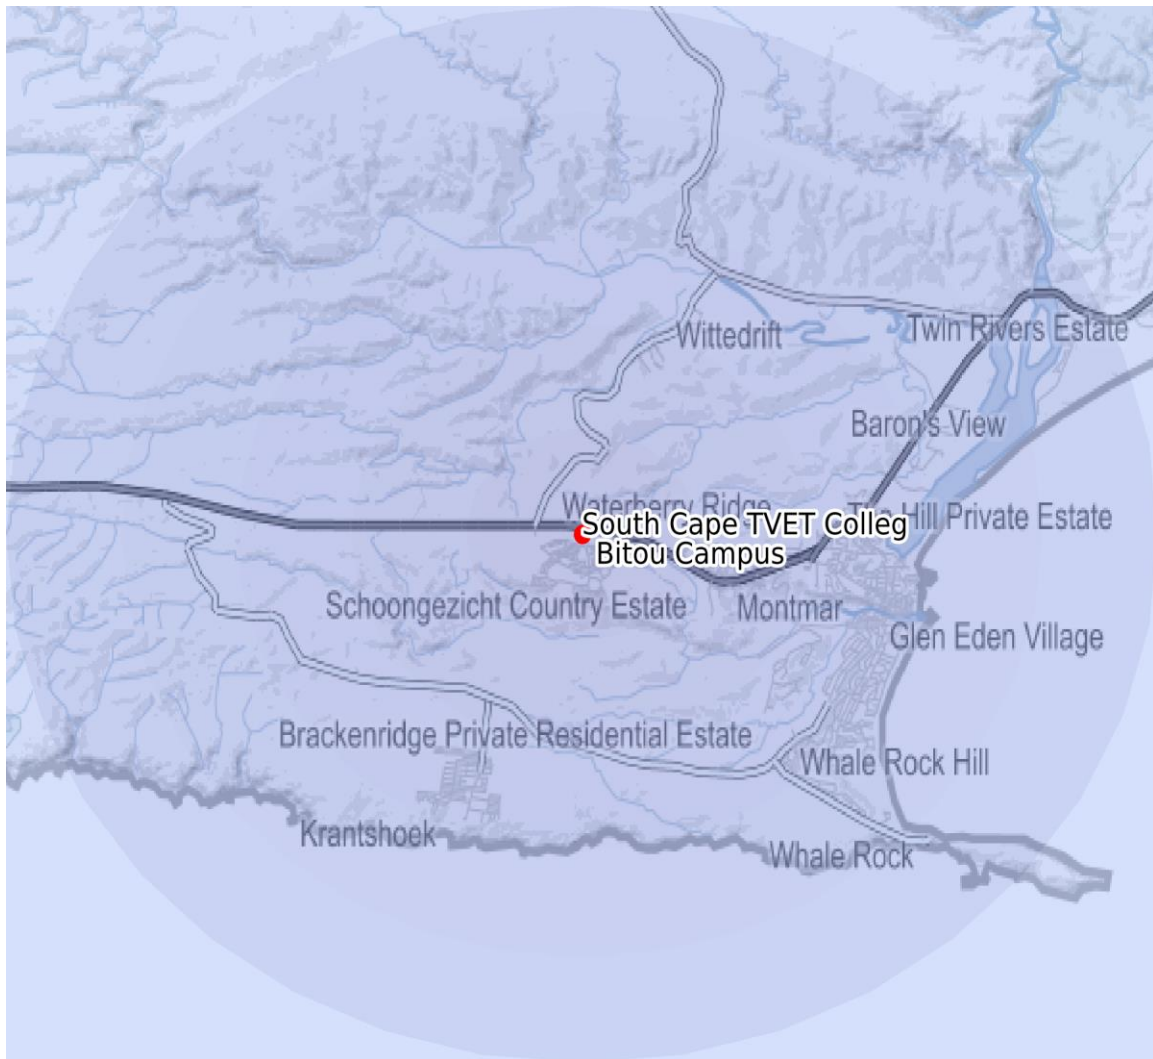 Wittedrift
Twin Rivers Estate
Baron's View
Waterberry Ridge
The Hill Private Estate
South Cape TVET Colleg
Bitou Campus
Schoongezicht Country Estate
Montmar
Glen Eden Village
Brackenridge Private Residential Estate
Whale Rock Hill
Krantshoek
Whale Rock